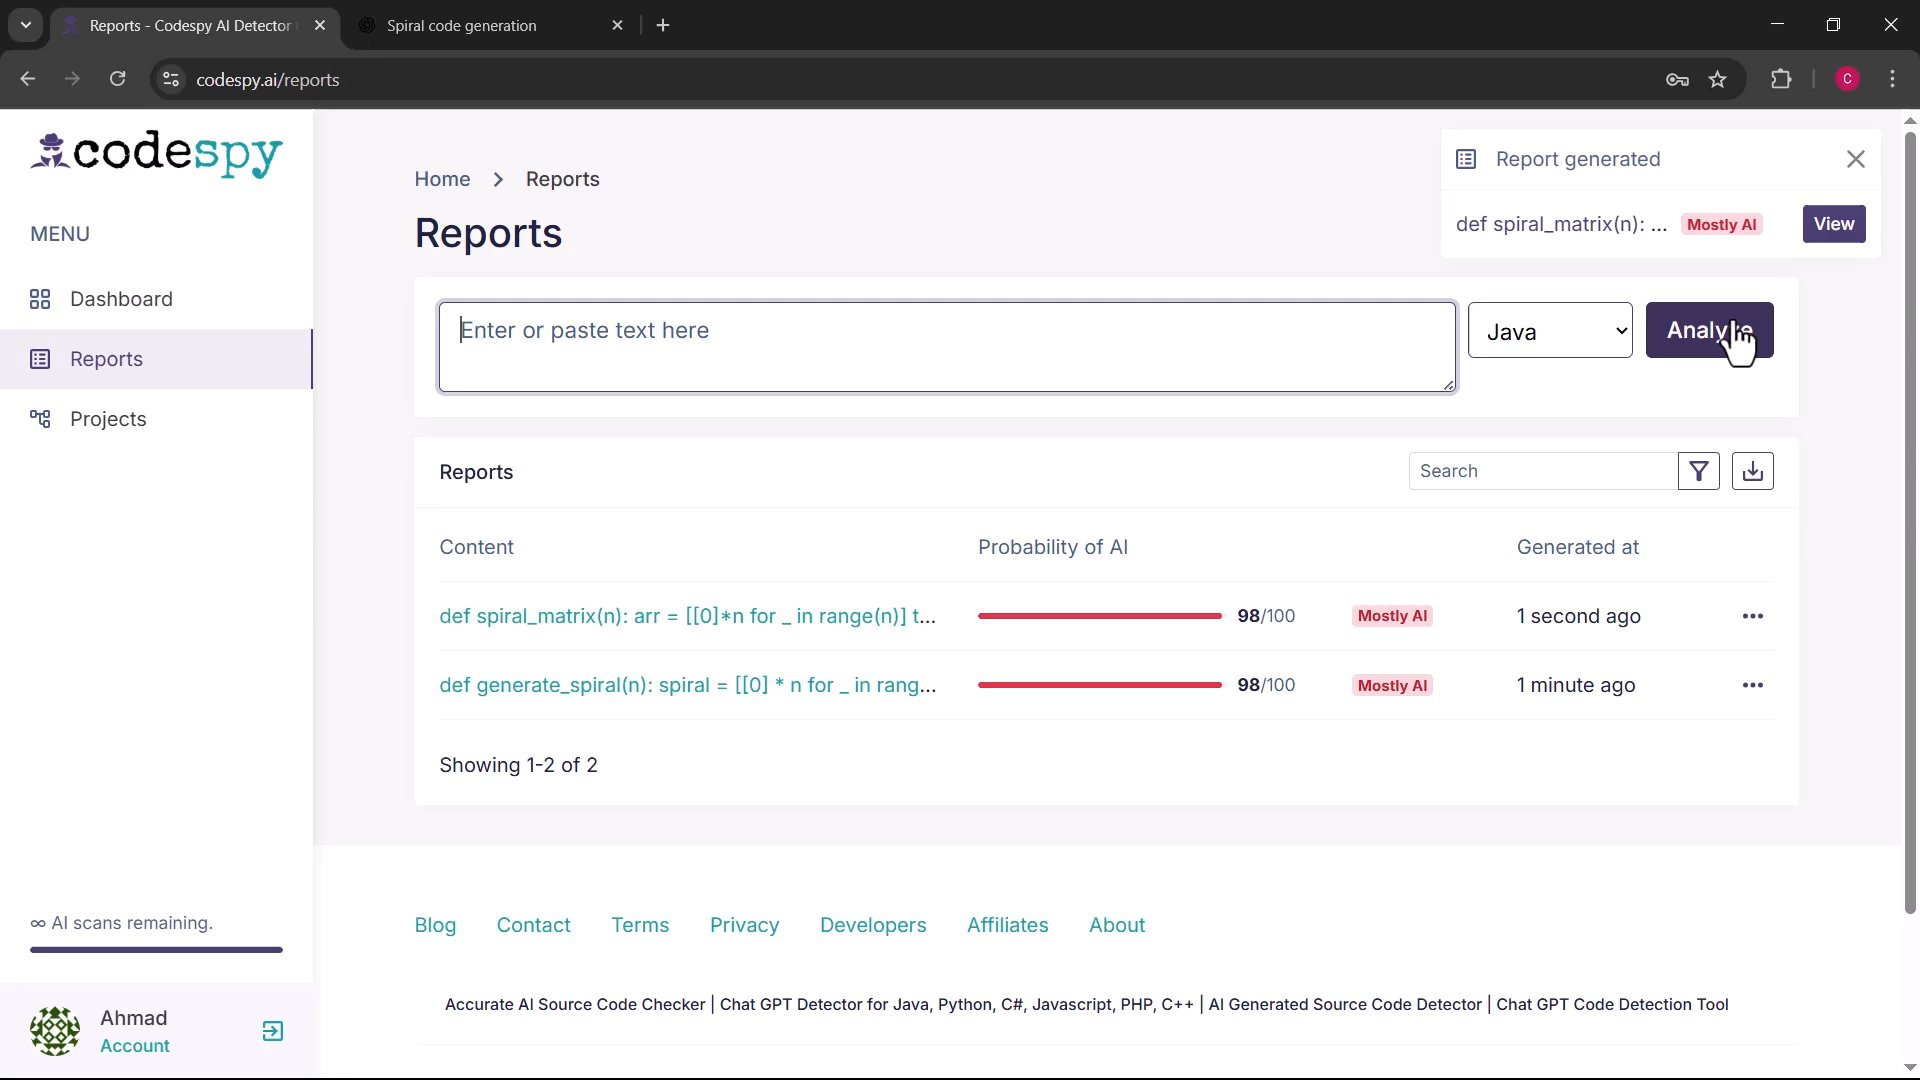 Reports - Codespy AI Detector
Spiral code generation
codespy.ai/reports
C
codespy
MENU
Dashboard
Reports
Projects
∞ AI scans remaining.
Ahmad
Account
Home > Reports
Reports
Report generated
def spiral_matrix(n): ... Mostly AI View
Enter or paste text here
Java
Analyze
Reports
Search
Content Probability of AI Generated at
def spiral_matrix(n): arr = [[0]*n for _ in range(n)] t... 98/100 Mostly AI 1 second ago
def generate_spiral(n): spiral = [[0] * n for _ in rang... 98/100 Mostly AI 1 minute ago
Showing 1-2 of 2
Blog Contact Terms Privacy Developers Affiliates About
Accurate AI Source Code Checker | Chat GPT Detector for Java, Python, C#, Javascript, PHP, C++ | AI Generated Source Code Detector | Chat GPT Code Detection Tool